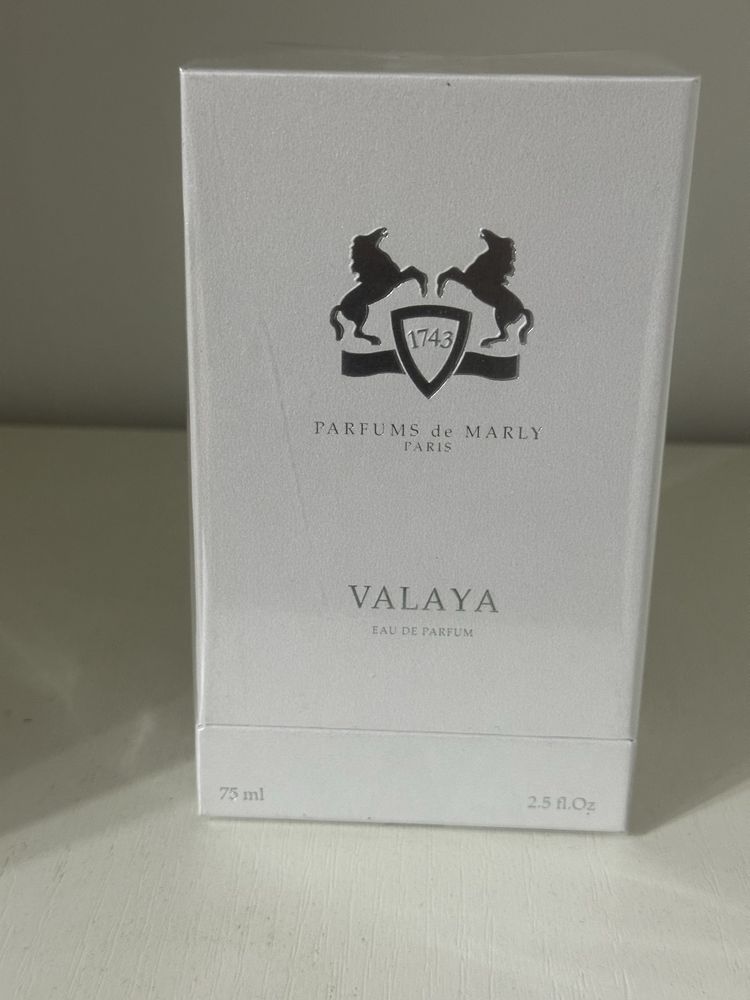 1743
PARFUMS de MARLY
PARIS
VALAYA
EAU DE PARFUM
75 ml
2.5 fl.Oz